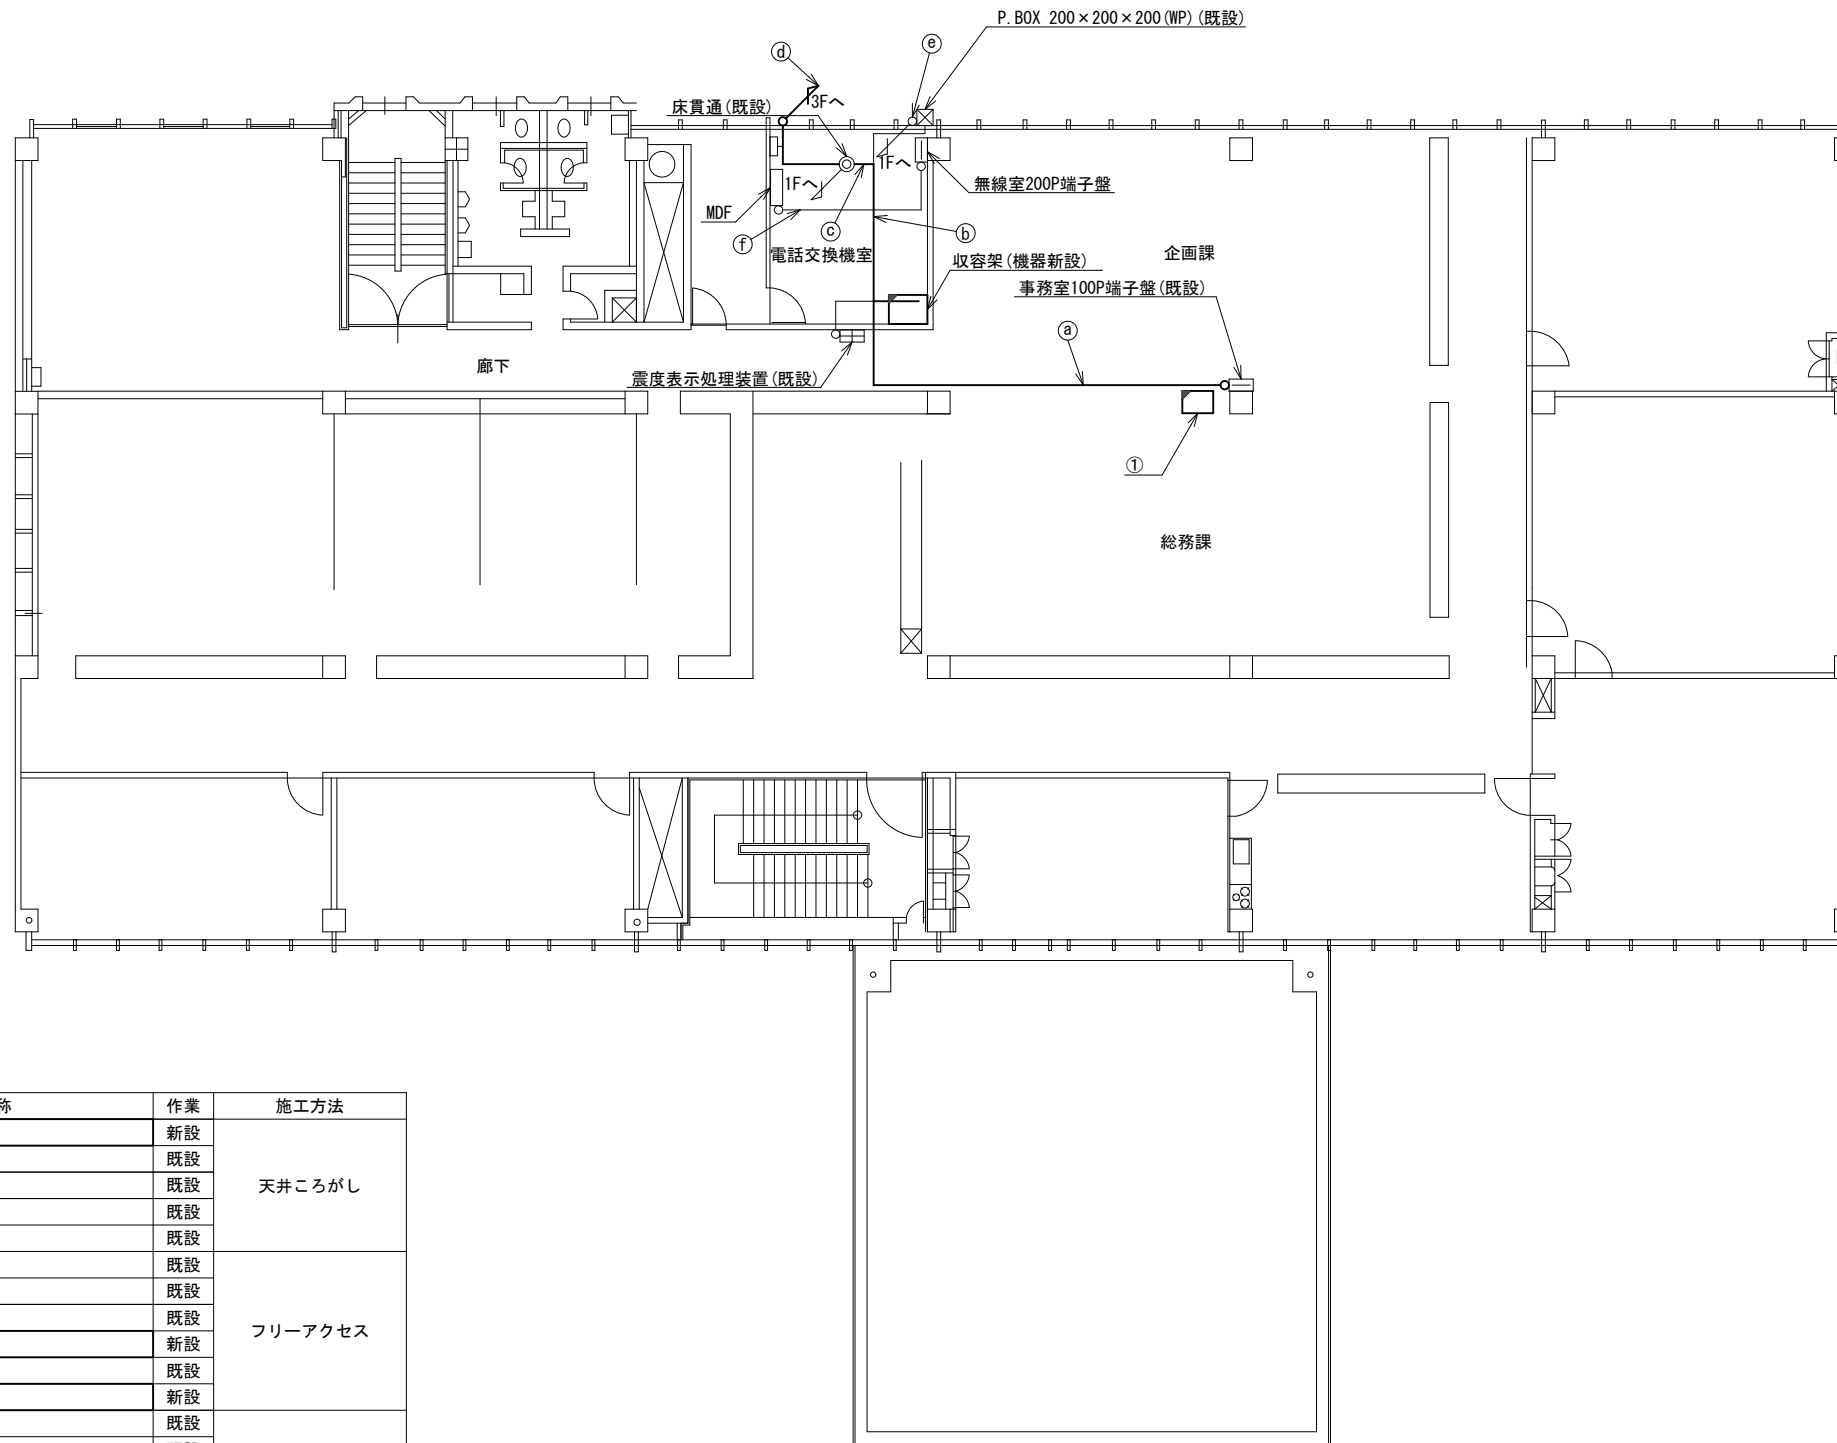 P.BOX 200×200×200(WP)(既設)
ⓓ
ⓔ
床貫通(既設)
3Fへ
1Fへ
1Fへ
無線室200P端子盤
MDF
ⓕ
ⓒ
ⓑ
電話交換機室
企画課
収容架(機器新設)
事務室100P端子盤(既設)
ⓐ
廊下
震度表示処理装置(既設)
①
総務課
称 作業 施工方法
新設
既設
既設 天井ころがし
既設
既設
既設
既設
既設
新設 フリーアクセス
既設
新設
既設